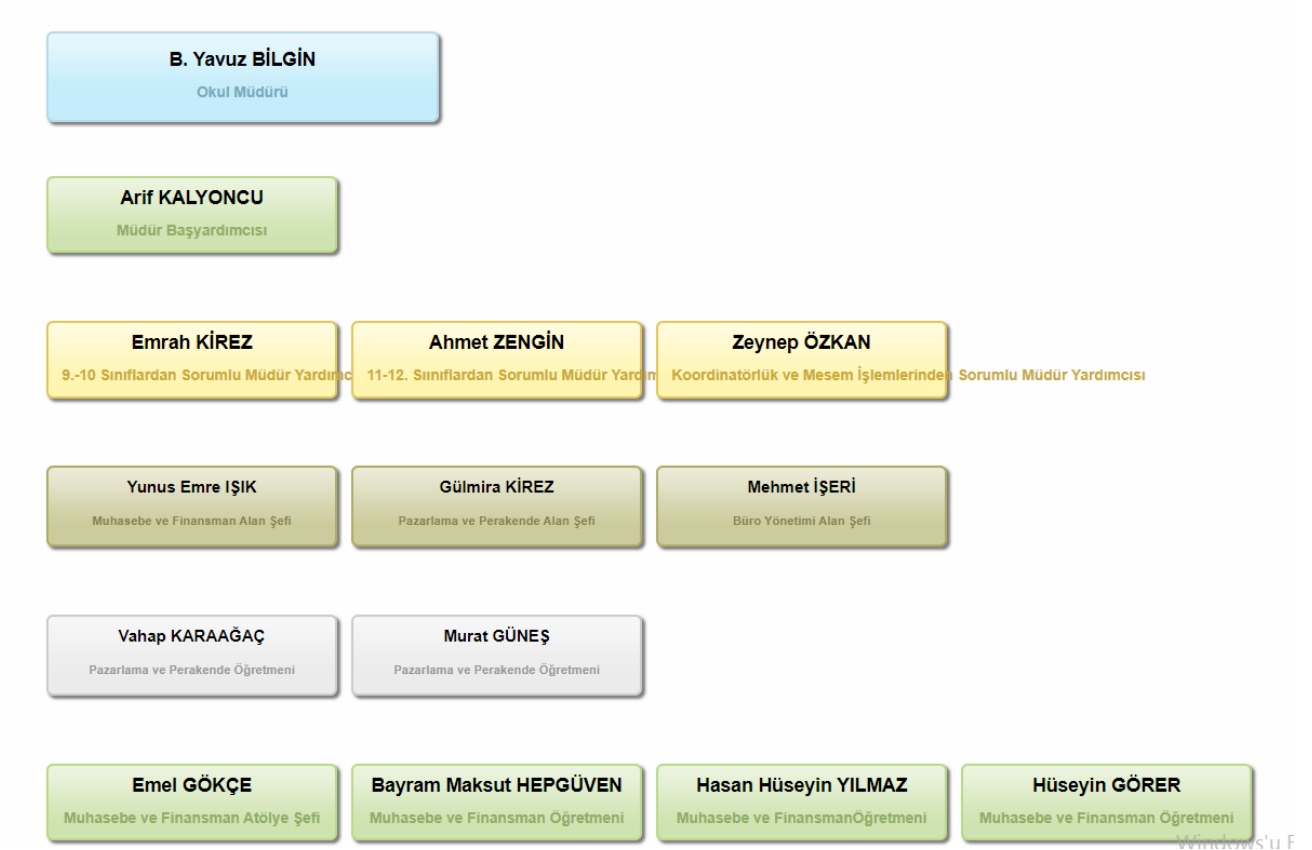 B. Yavuz BİLGİN
Okul Müdürü
Arif KALYONCU
Müdür Başyardımcısı
Emrah KİREZ
9.-10 Sınıflardan Sorumlu Müdür Yardımc
Ahmet ZENGİN
11-12. Sıınıflardan Sorumlu Müdür Yardım
Zeynep ÖZKAN
Koordinatörlük ve Mesem İşlemlerinden Sorumlu Müdür Yardımcısı
Yunus Emre IŞIK
Muhasebe ve Finansman Alan Şefi
Gülmira KİREZ
Pazarlama ve Perakende Alan Şefi
Mehmet İŞERİ
Büro Yönetimi Alan Şefi
Vahap KARAAĞAÇ
Pazarlama ve Perakende Öğretmeni
Murat GÜNEŞ
Pazarlama ve Perakende Öğretmeni
Emel GÖKÇE
Muhasebe ve Finansman Atölye Şefi
Bayram Maksut HEPGÜVEN
Muhasebe ve Finansman Öğretmeni
Hasan Hüseyin YILMAZ
Muhasebe ve FinansmanÖğretmeni
Hüseyin GÖRER
Muhasebe ve Finansman Öğretmeni
Windows'u E